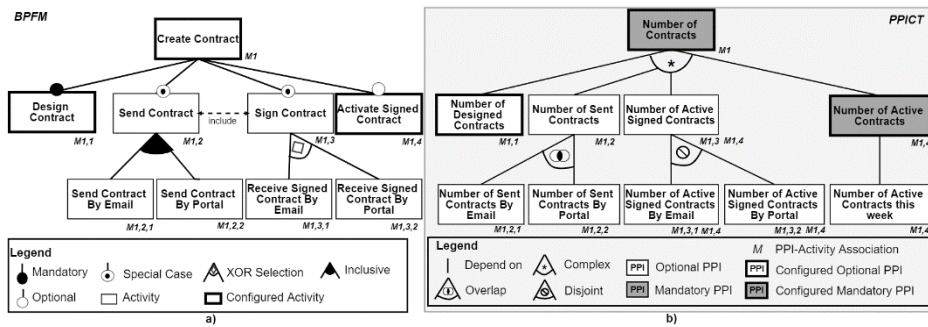 BPFM
Create Contract
M1
Design
Contract
M1,1
Send Contract
M1,2
include
Sign Contract
M1,3
Activate Signed
Contract
M1,4
Send Contract
By Email
M1,2,1
Send Contract
By Portal
M1,2,2
Receive Signed
Contract By Email
M1,3,1
Receive Signed
Contract By Portal
M1,3,2
Legend
Mandatory
Special Case
XOR Selection
Inclusive
Optional
Activity
Configured Activity
a)
PPICT
Number of
Contracts
M1
*
Number of
Designed Contracts
M1,1
Number of Sent
Contracts
M1,2
Number of Active
Signed Contracts
M1,3 M1,4
Number of Active
Contracts
M1,4
Number of Sent
Contracts By Email
M1,2,1
Number of Sent
Contracts By
Portal
M1,2,2
Number of Active
Signed Contracts
By Email
M1,3,1 M1,4
Number of Active
Signed Contracts
By Portal
M1,3,2 M1,4
Number of Active
Contracts this
week
M1,4
Legend
M PPI-Activity Association
Depend on
* Complex
PPI Optional PPI
PPI Configured Optional PPI
Overlap
Disjoint
PPI Mandatory PPI
PPI Configured Mandatory PPI
b)